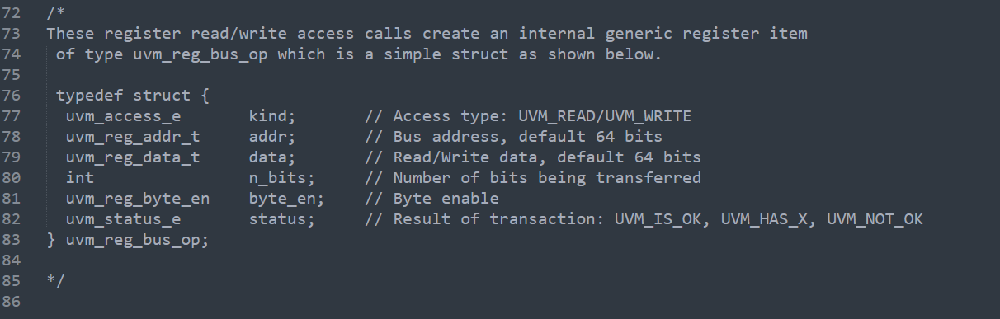 72 /*
73 These register read/write access calls create an internal generic register item
74  of type uvm_reg_bus_op which is a simple struct as shown below.
75
76  typedef struct {
77   uvm_access_e       kind;       // Access type: UVM_READ/UVM_WRITE
78   uvm_reg_addr_t     addr;       // Bus address, default 64 bits
79   uvm_reg_data_t     data;       // Read/Write data, default 64 bits
80   int                n_bits;     // Number of bits being transferred
81   uvm_reg_byte_en    byte_en;    // Byte enable
82   uvm_status_e       status;     // Result of transaction: UVM_IS_OK, UVM_HAS_X, UVM_NOT_OK
83 } uvm_reg_bus_op;
84
85 */
86